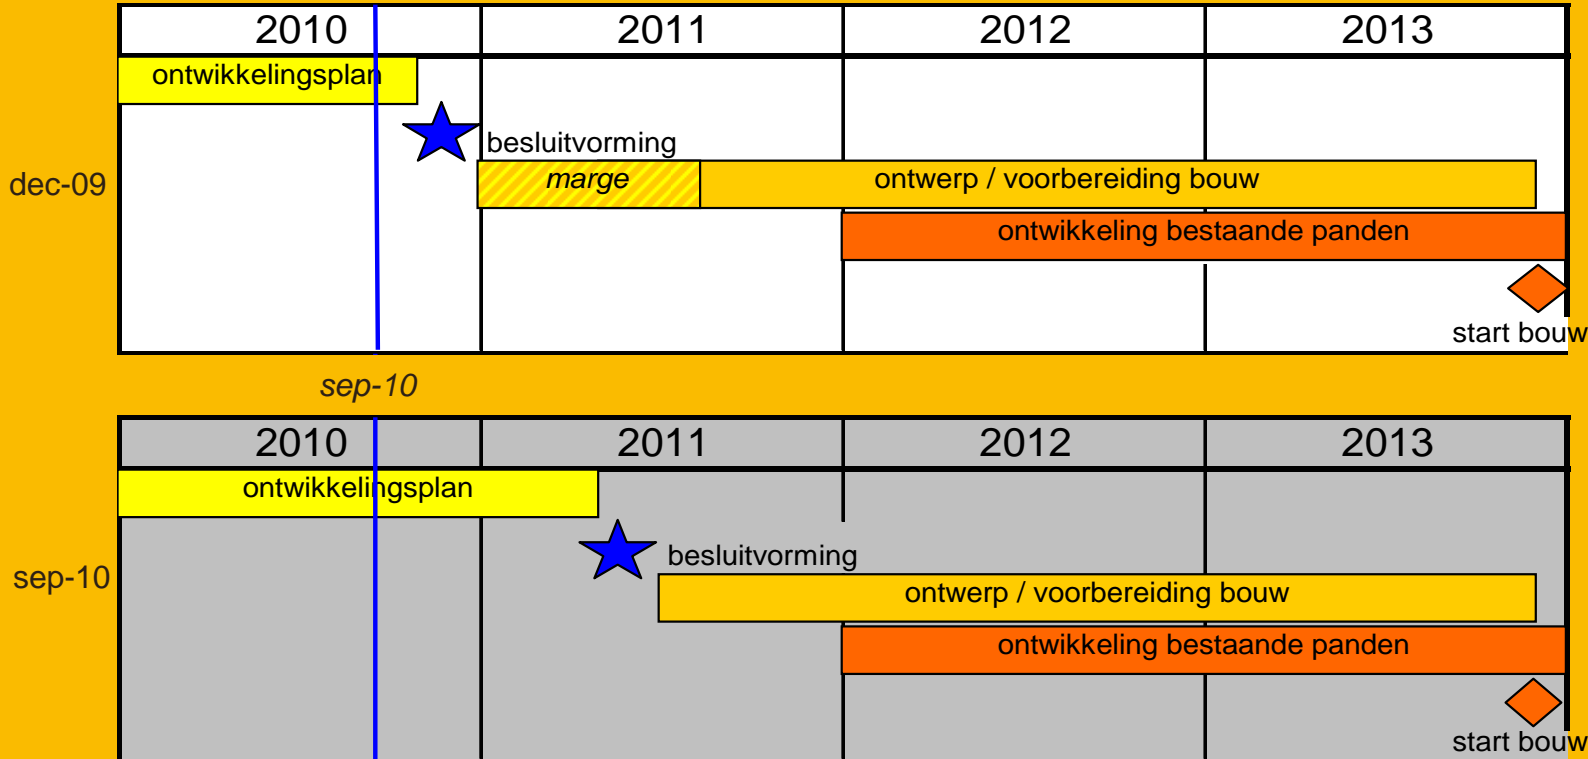 2010 2011 2012 2013
ontwikkelingsplan
besluitvorming
dec-09
marge
ontwerp / voorbereiding bouw
ontwikkeling bestaande panden
start bouw
sep-10
2010 2011 2012 2013
ontwikkelingsplan
besluitvorming
sep-10
ontwerp / voorbereiding bouw
ontwikkeling bestaande panden
start bouw